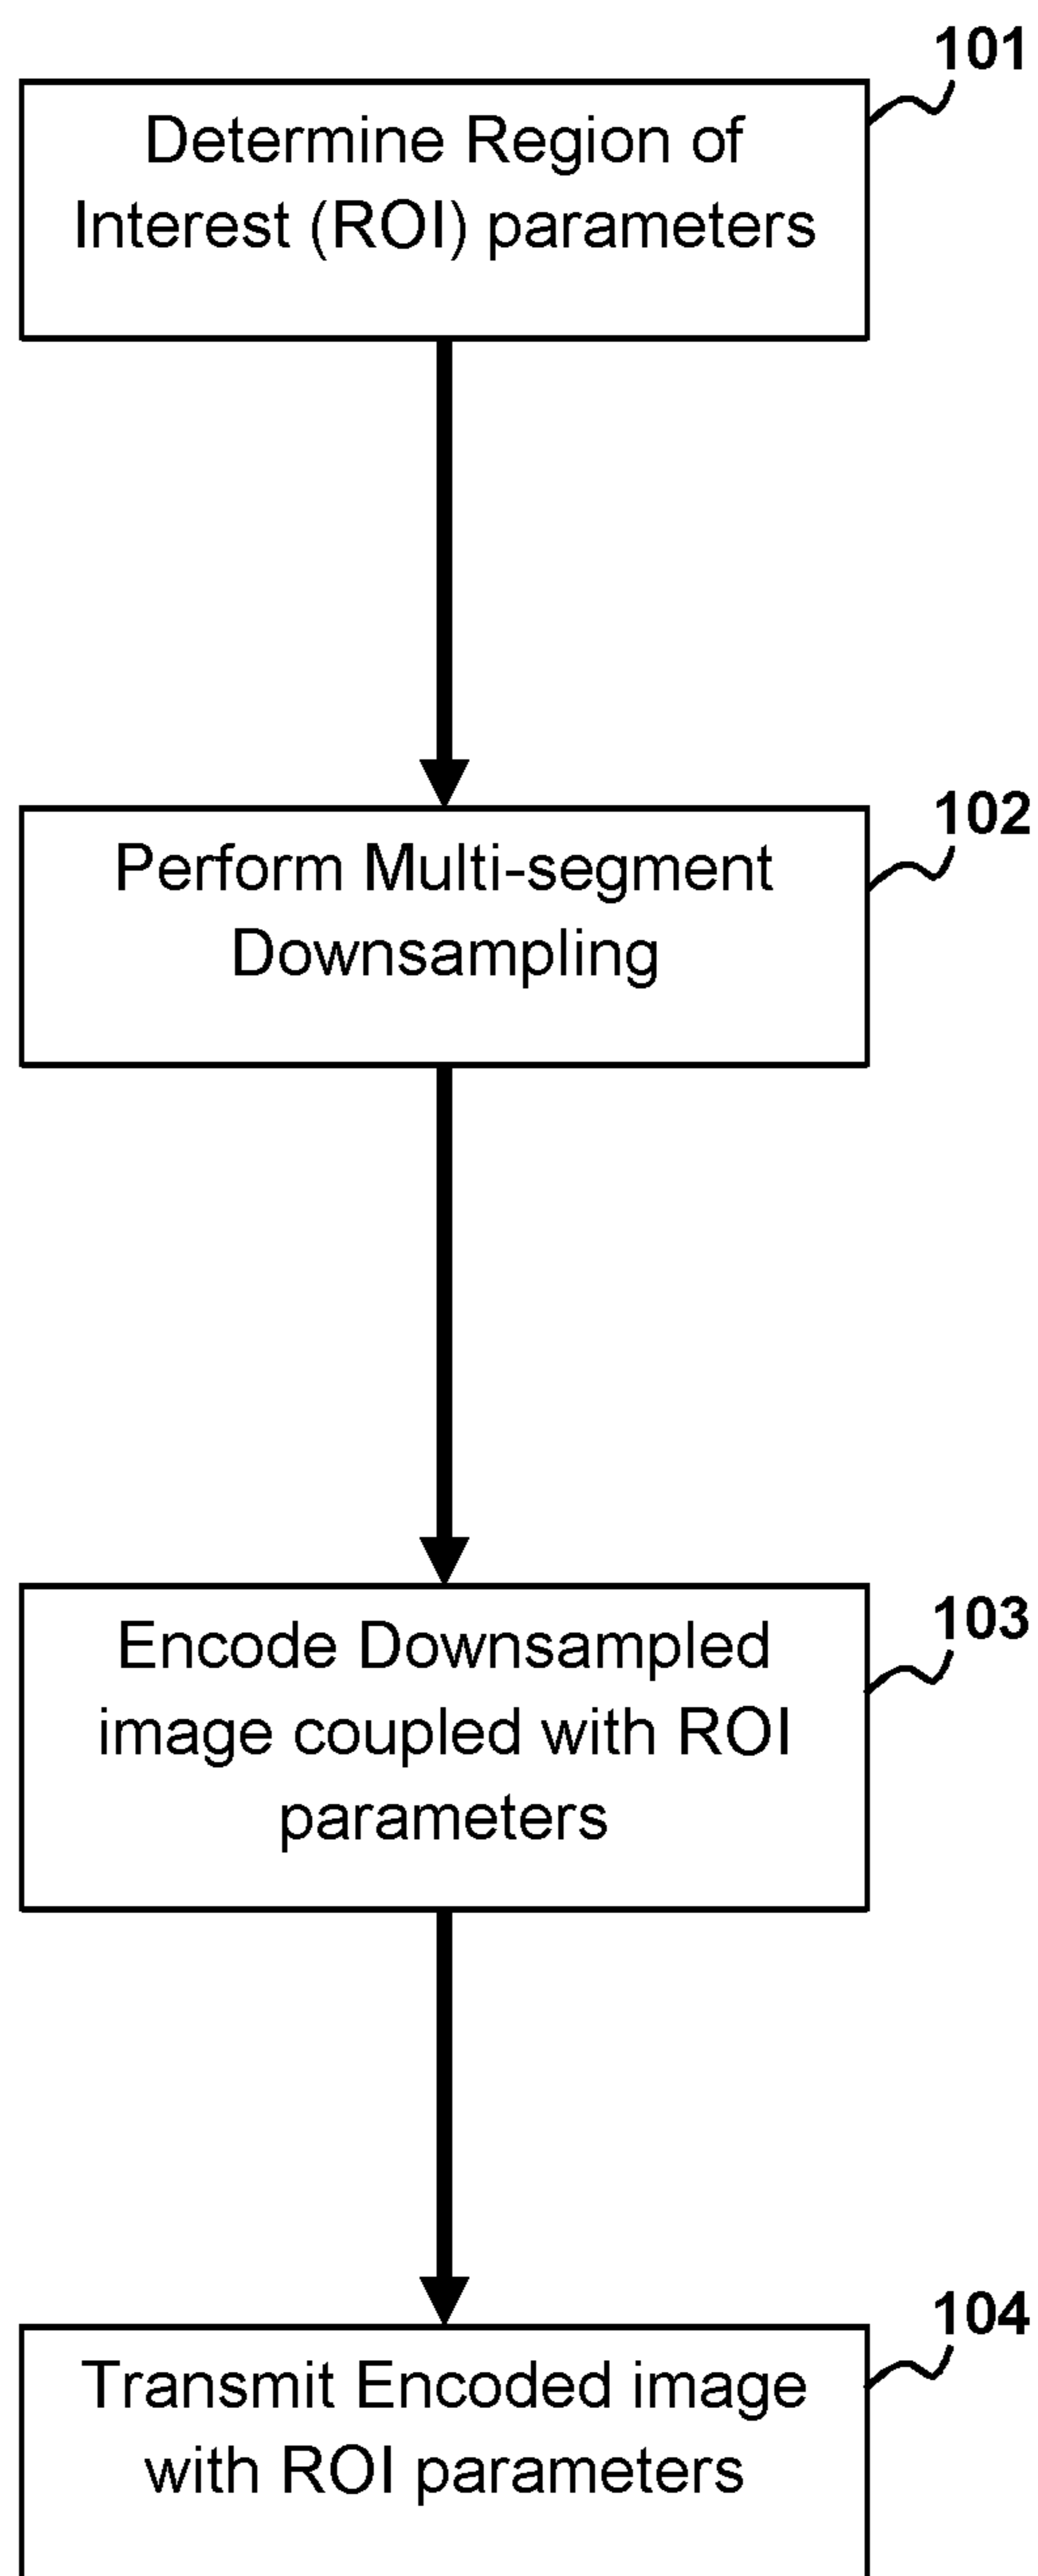 101
Determine Region of
Interest (ROI) parameters
102
Perform Multi-segment
Downsampling
103
Encode Downsampled
image coupled with ROI
parameters
104
Transmit Encoded image
with ROI parameters